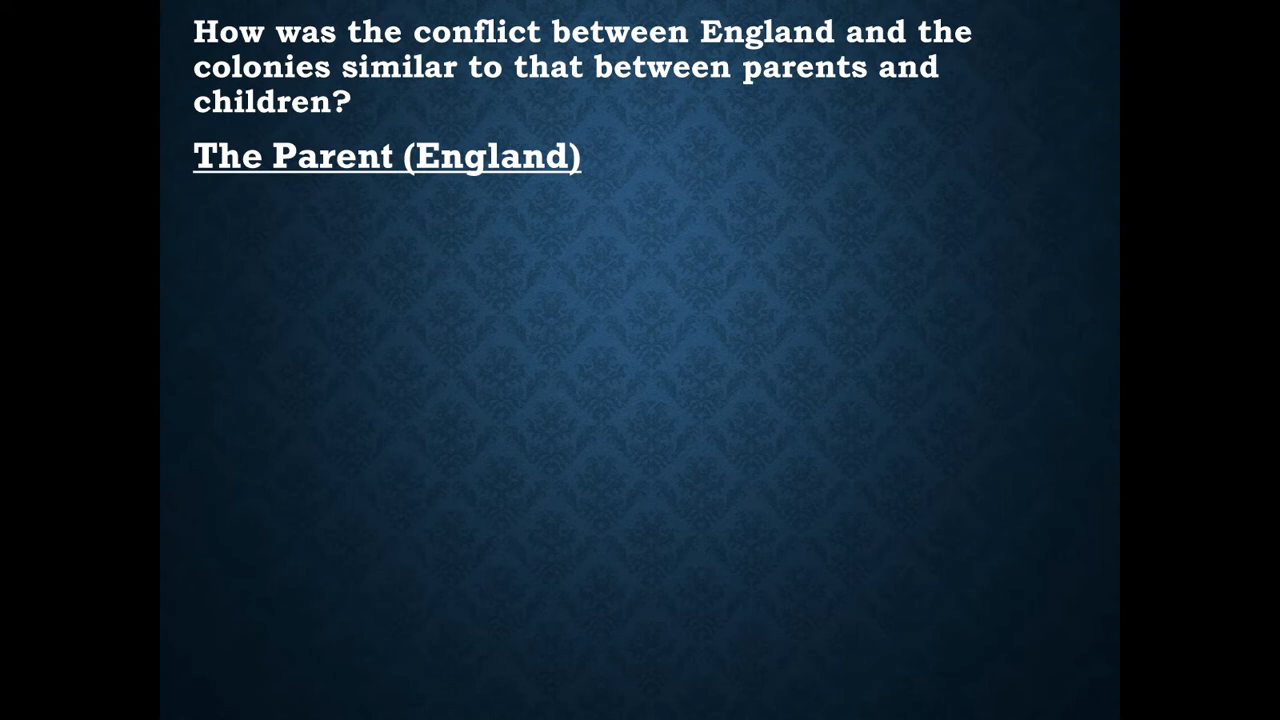 How was the conflict between England and the
colonies similar to that between parents and
children?
The Parent (England)